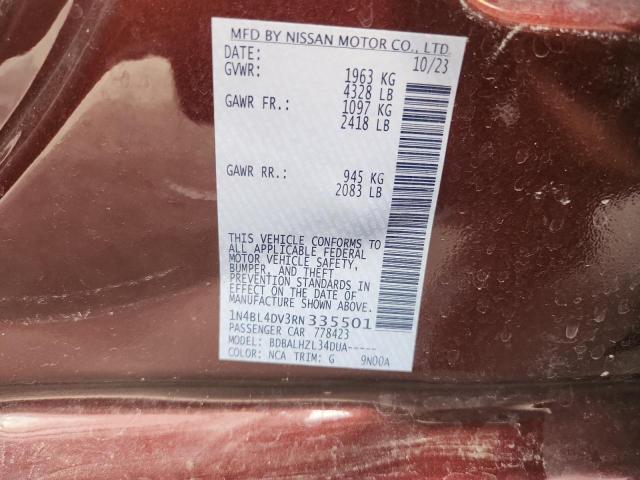 MFD BY NISSAN MOTOR CO., LTD.
DATE: 10/23
GVWR: 1963 KG
4328 LB
GAWR FR.: 1097 KG
2418 LB
GAWR RR.: 945 KG
2083 LB
THIS VEHICLE CONFORMS TO
ALL APPLICABLE FEDERAL
MOTOR VEHICLE SAFETY,
BUMPER, AND THEFT
PREVENTION STANDARDS IN
EFFECT ON THE DATE OF
MANUFACTURE SHOWN ABOVE.
1N4BL4DV3RN335501
PASSENGER CAR 778423
MODEL: BDBALHZL34DUA-----
COLOR: NCA TRIM: G 9N00A